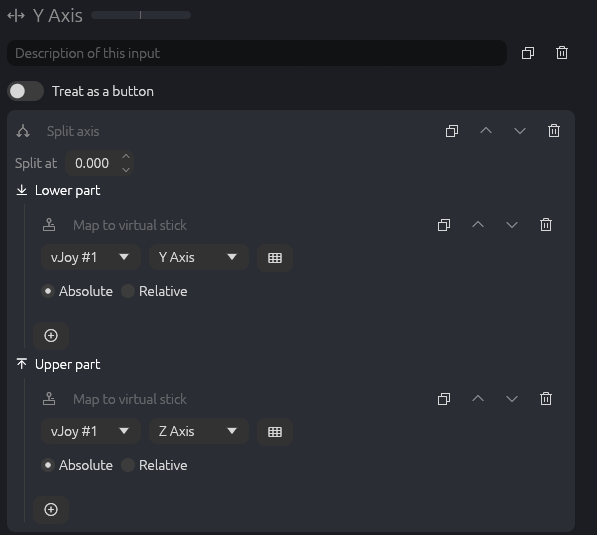 Y Axis
Description of this input
Treat as a button
Split axis
Split at 0.000
Lower part
Map to virtual stick
vJoy #1 Y Axis
Absolute Relative
Upper part
Map to virtual stick
vJoy #1 Z Axis
Absolute Relative